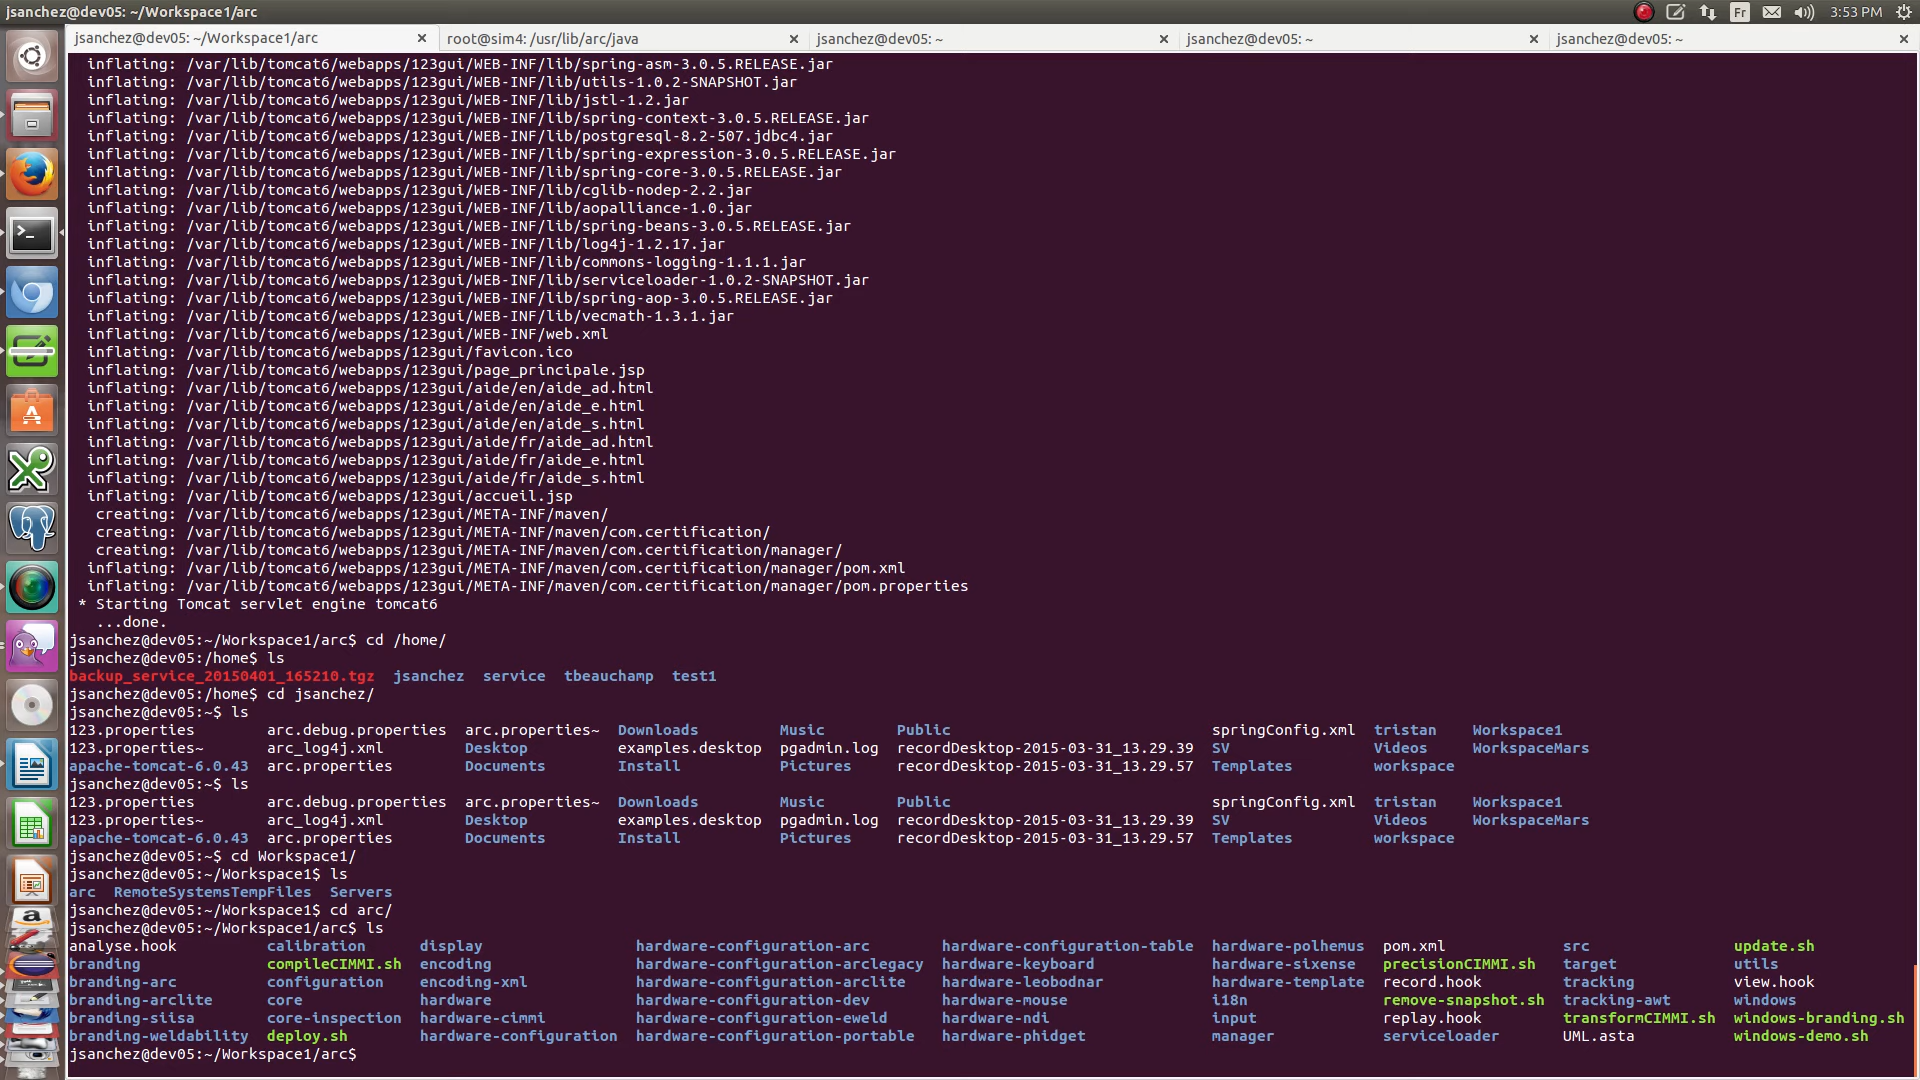 jsanchez@dev05: ~/Workspace1/arc
Fr
3:53 PM
jsanchez@dev05: ~/Workspace1/arc × root@sim4: /usr/lib/arc/java × jsanchez@dev05: ~ × jsanchez@dev05: ~ × jsanchez@dev05: ~ ×
inflating: /var/lib/tomcat6/webapps/123gui/WEB-INF/lib/spring-asm-3.0.5.RELEASE.jar
inflating: /var/lib/tomcat6/webapps/123gui/WEB-INF/lib/utils-1.0.2-SNAPSHOT.jar
inflating: /var/lib/tomcat6/webapps/123gui/WEB-INF/lib/jstl-1.2.jar
inflating: /var/lib/tomcat6/webapps/123gui/WEB-INF/lib/spring-context-3.0.5.RELEASE.jar
inflating: /var/lib/tomcat6/webapps/123gui/WEB-INF/lib/postgresql-8.2-507.jdbc4.jar
inflating: /var/lib/tomcat6/webapps/123gui/WEB-INF/lib/spring-expression-3.0.5.RELEASE.jar
inflating: /var/lib/tomcat6/webapps/123gui/WEB-INF/lib/spring-core-3.0.5.RELEASE.jar
inflating: /var/lib/tomcat6/webapps/123gui/WEB-INF/lib/cglib-nodep-2.2.jar
inflating: /var/lib/tomcat6/webapps/123gui/WEB-INF/lib/aopalliance-1.0.jar
inflating: /var/lib/tomcat6/webapps/123gui/WEB-INF/lib/spring-beans-3.0.5.RELEASE.jar
inflating: /var/lib/tomcat6/webapps/123gui/WEB-INF/lib/log4j-1.2.17.jar
inflating: /var/lib/tomcat6/webapps/123gui/WEB-INF/lib/commons-logging-1.1.1.jar
inflating: /var/lib/tomcat6/webapps/123gui/WEB-INF/lib/serviceloader-1.0.2-SNAPSHOT.jar
inflating: /var/lib/tomcat6/webapps/123gui/WEB-INF/lib/spring-aop-3.0.5.RELEASE.jar
inflating: /var/lib/tomcat6/webapps/123gui/WEB-INF/lib/vecmath-1.3.1.jar
inflating: /var/lib/tomcat6/webapps/123gui/WEB-INF/web.xml
inflating: /var/lib/tomcat6/webapps/123gui/favicon.ico
inflating: /var/lib/tomcat6/webapps/123gui/page_principale.jsp
inflating: /var/lib/tomcat6/webapps/123gui/aide/en/aide_ad.html
inflating: /var/lib/tomcat6/webapps/123gui/aide/en/aide_e.html
inflating: /var/lib/tomcat6/webapps/123gui/aide/en/aide_s.html
inflating: /var/lib/tomcat6/webapps/123gui/aide/fr/aide_ad.html
inflating: /var/lib/tomcat6/webapps/123gui/aide/fr/aide_e.html
inflating: /var/lib/tomcat6/webapps/123gui/aide/fr/aide_s.html
inflating: /var/lib/tomcat6/webapps/123gui/accueil.jsp
creating: /var/lib/tomcat6/webapps/123gui/META-INF/maven/
creating: /var/lib/tomcat6/webapps/123gui/META-INF/maven/com.certification/
creating: /var/lib/tomcat6/webapps/123gui/META-INF/maven/com.certification/manager/
inflating: /var/lib/tomcat6/webapps/123gui/META-INF/maven/com.certification/manager/pom.xml
inflating: /var/lib/tomcat6/webapps/123gui/META-INF/maven/com.certification/manager/pom.properties
* Starting Tomcat servlet engine tomcat6
...done.
jsanchez@dev05:~/Workspace1/arc$ cd /home/
jsanchez@dev05:/home$ ls
backup_service_20150401_165210.tgz jsanchez service tbeauchamp test1
jsanchez@dev05:/home$ cd jsanchez/
jsanchez@dev05:~$ ls
123.properties arc.debug.properties arc.properties~ Downloads Music Public springConfig.xml tristan Workspace1
123.properties~ arc_log4j.xml Desktop examples.desktop pgadmin.log recordDesktop-2015-03-31_13.29.39 SV Videos WorkspaceMars
apache-tomcat-6.0.43 arc.properties Documents Install Pictures recordDesktop-2015-03-31_13.29.57 Templates workspace
jsanchez@dev05:~$ ls
123.properties arc.debug.properties arc.properties~ Downloads Music Public springConfig.xml tristan Workspace1
123.properties~ arc_log4j.xml Desktop examples.desktop pgadmin.log recordDesktop-2015-03-31_13.29.39 SV Videos WorkspaceMars
apache-tomcat-6.0.43 arc.properties Documents Install Pictures recordDesktop-2015-03-31_13.29.57 Templates workspace
jsanchez@dev05:~$ cd Workspace1/
jsanchez@dev05:~/Workspace1$ ls
arc RemoteSystemsTempFiles Servers
jsanchez@dev05:~/Workspace1$ cd arc/
jsanchez@dev05:~/Workspace1/arc$ ls
analyse.hook calibration display hardware-configuration-arc hardware-configuration-table hardware-polhemus pom.xml src update.sh
branding compileCIMMI.sh encoding hardware-configuration-arclegacy hardware-keyboard hardware-sixense precisionCIMMI.sh target utils
branding-arc configuration encoding-xml hardware-configuration-arclite hardware-leobodnar hardware-template record.hook tracking view.hook
branding-arclite core hardware hardware-configuration-dev hardware-mouse i18n remove-snapshot.sh tracking-awt windows
branding-siisa core-inspection hardware-cimmi hardware-configuration-eweld hardware-ndi input replay.hook transformCIMMI.sh windows-branding.sh
branding-weldability deploy.sh hardware-configuration hardware-configuration-portable hardware-phidget manager serviceloader UML.asta windows-demo.sh
jsanchez@dev05:~/Workspace1/arc$